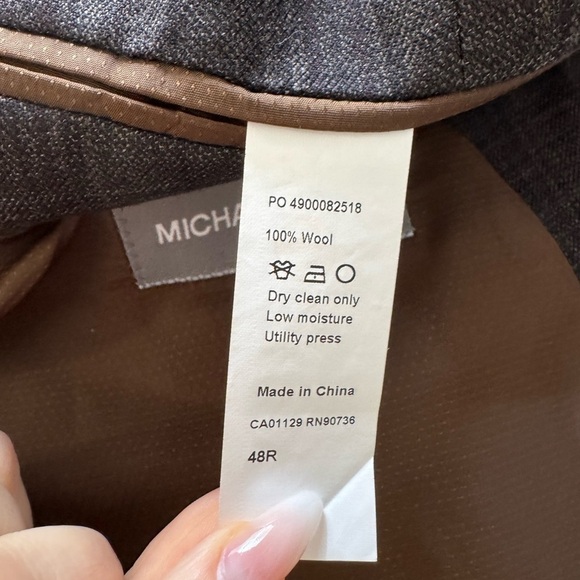 MICHA
PO 4900082518
100% Wool
Dry clean only
Low moisture
Utility press
Made in China
CA01129 RN90736
48R